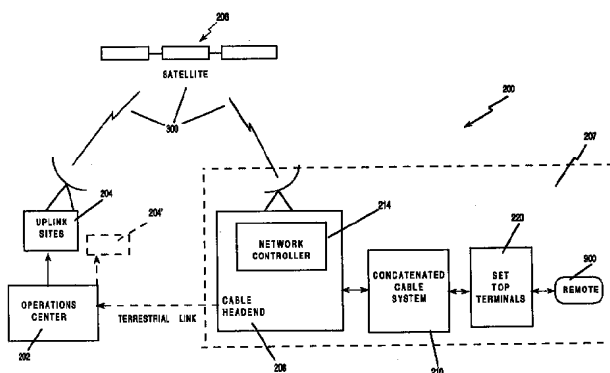 206
SATELLITE
200
300
207
204
UPLINK
SITES
204'
214
NETWORK
CONTROLLER
220
CONCATENATED
CABLE
SYSTEM
SET
TOP
TERMINALS
900
REMOTE
OPERATIONS
CENTER
202
TERRESTRIAL LINK
CABLE
HEADEND
208
210